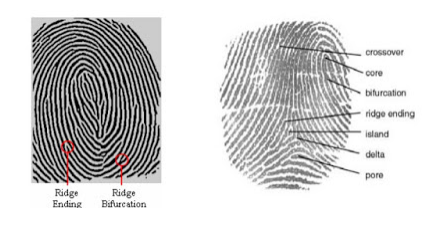 Ridge
Ending
Ridge
Bifurcation
crossover
core
bifurcation
ridge ending
island
delta
pore